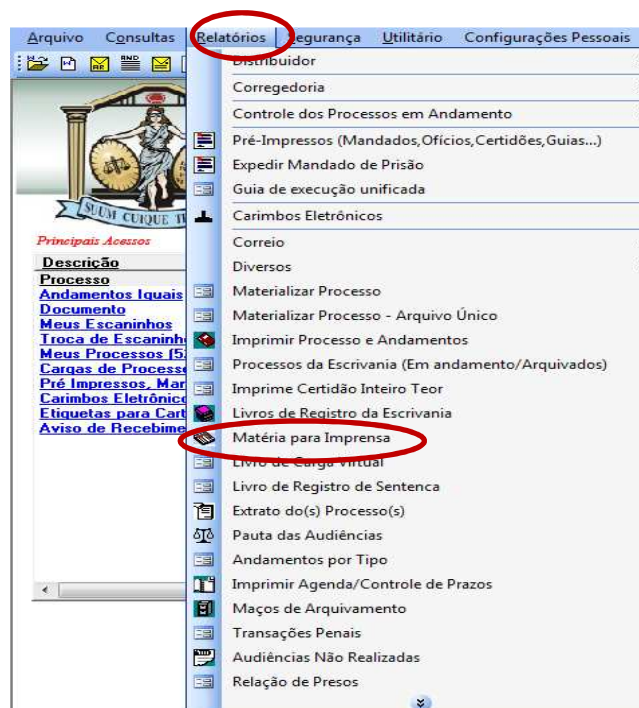 Arquivo Consultas Relatórios Segurança Utilitário Configurações Pessoais
Distribuidor
Corregedoria
Controle dos Processos em Andamento
Pré-Impressos (Mandados,Ofícios,Certidões,Guias...)
Expedir Mandado de Prisão
Guia de execução unificada
Carimbos Eletrônicos
Correio
Diversos
Materializar Processo
Materializar Processo - Arquivo Único
Imprimir Processo e Andamentos
Processos da Escrivania (Em andamento/Arquivados)
Imprime Certidão Inteiro Teor
Livros de Registro da Escrivania
Matéria para Imprensa
Livro de Carga Virtual
Livro de Registro de Sentenca
Extrato do(s) Processo(s)
Pauta das Audiências
Andamentos por Tipo
Imprimir Agenda/Controle de Prazos
Maços de Arquivamento
Transações Penais
Audiências Não Realizadas
Relação de Presos
SUUM CUIQUE
Principais Acessos
Descrição
Processo
Andamentos Iguais
Documento
Meus Escaninhos
Troca de Escaninh
Meus Processos (5
Cargas de Process
Pré Impressos, Mar
Carimbos Eletrônic
Etiquetas para Cart
Aviso de Recebime